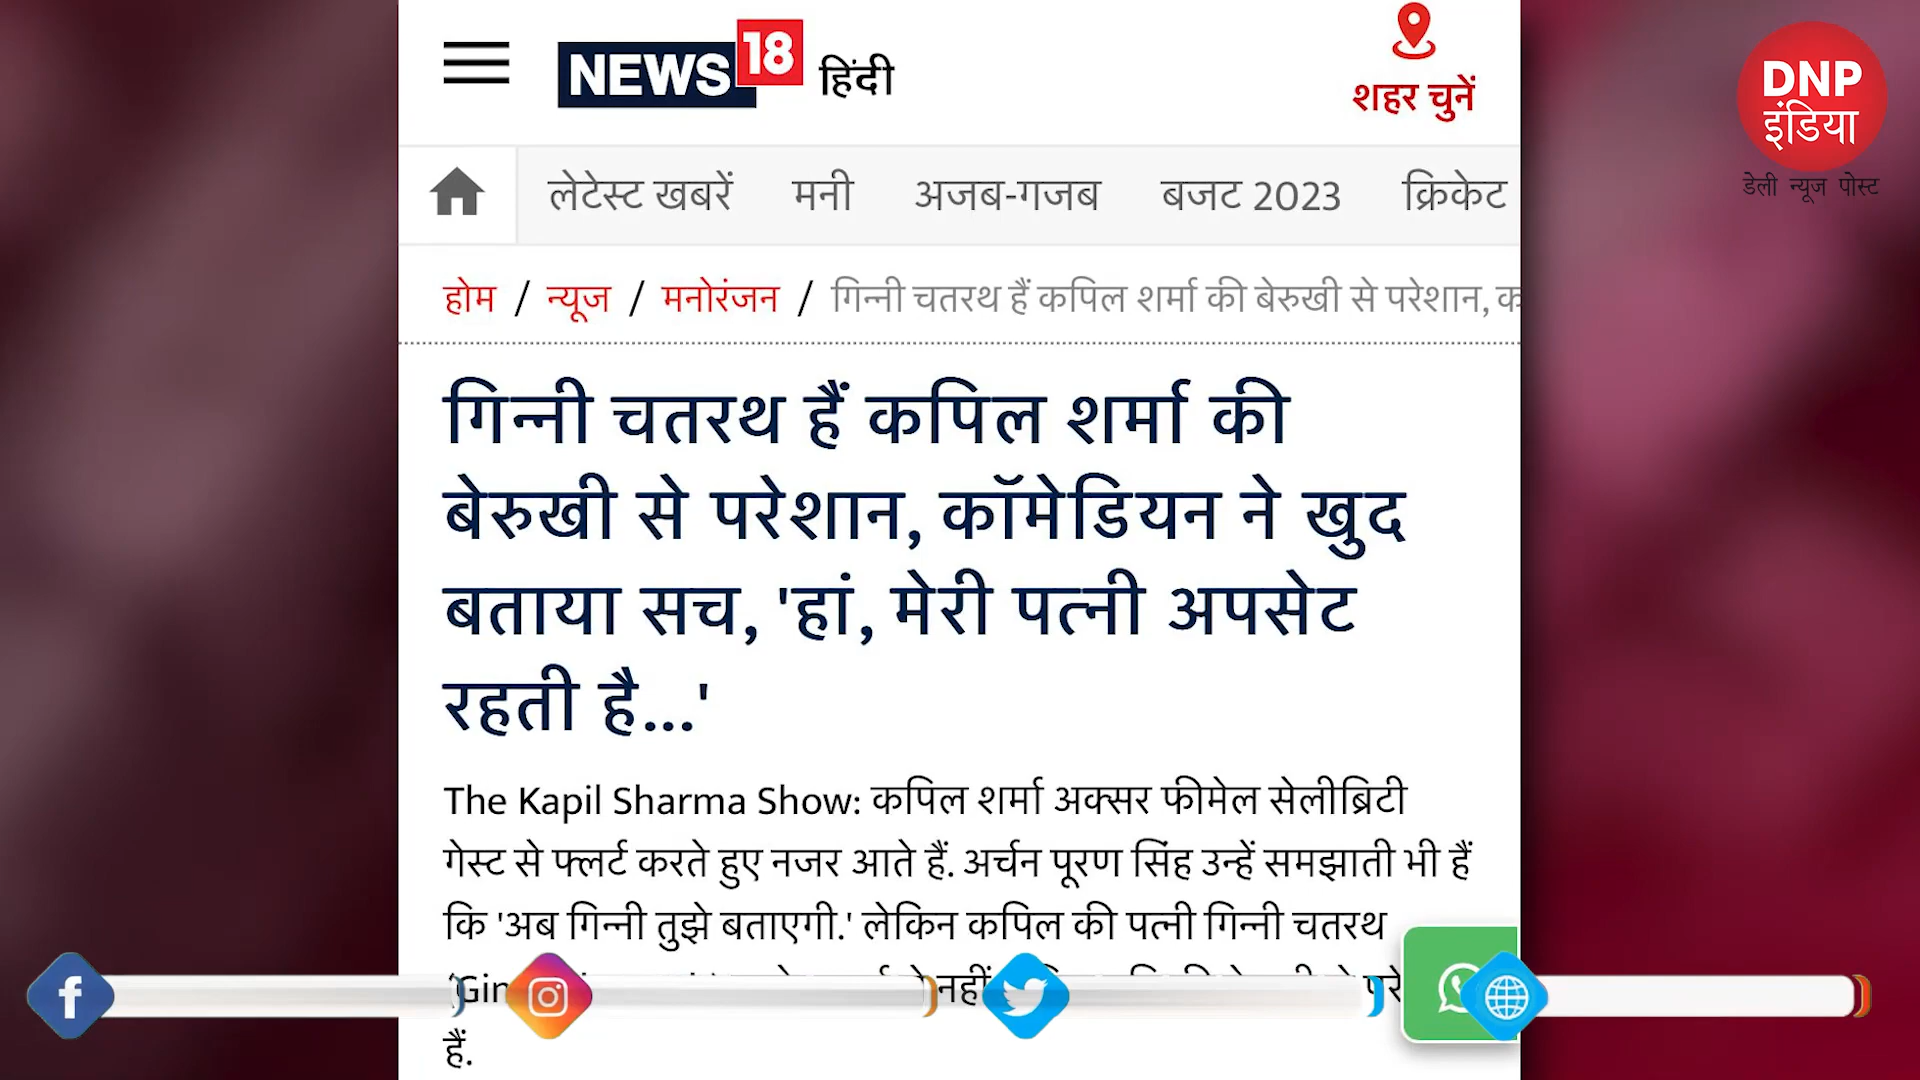 NEWS 18 हिंदी
शहर चुनें
DNP
इंडिया
डेली न्यूज पोस्ट
लेटेस्ट खबरें मनी अजब-गजब बजट 2023 क्रिकेट
होम / न्यूज / मनोरंजन / गिन्नी चतरथ हैं कपिल शर्मा की बेरुखी से परेशान,
गिन्नी चतरथ हैं कपिल शर्मा की
बेरुखी से परेशान, कॉमेडियन ने खुद
बताया सच, 'हां, मेरी पत्नी अपसेट
रहती है...'
The Kapil Sharma Show: कपिल शर्मा अक्सर फीमेल सेलीब्रिटी
गेस्ट से फ्लर्ट करते हुए नजर आते हैं. अर्चन पूरण सिंह उन्हें समझाती भी हैं
कि 'अब गिन्नी तुझे बताएगी.' लेकिन कपिल की पत्नी गिन्नी चतरथ
नहीं
हैं.